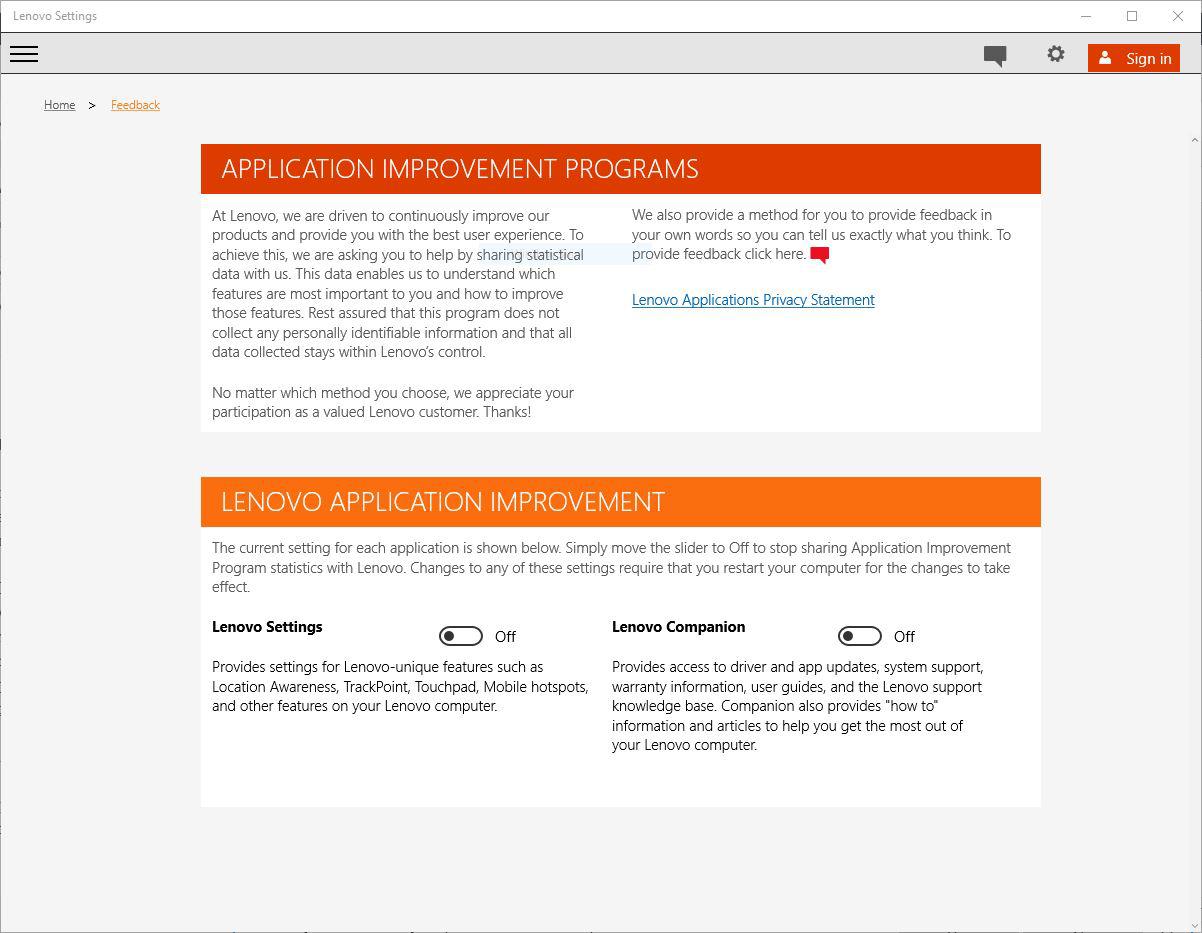 Lenovo Settings
Sign in
Home > Feedback
APPLICATION IMPROVEMENT PROGRAMS
At Lenovo, we are driven to continuously improve our
products and provide you with the best user experience. To
achieve this, we are asking you to help by sharing statistical
data with us. This data enables us to understand which
features are most important to you and how to improve
those features. Rest assured that this program does not
collect any personally identifiable information and that all
data collected stays within Lenovo’s control.
No matter which method you choose, we appreciate your
participation as a valued Lenovo customer. Thanks!
We also provide a method for you to provide feedback in
your own words so you can tell us exactly what you think. To
provide feedback click here.
Lenovo Applications Privacy Statement
LENOVO APPLICATION IMPROVEMENT
The current setting for each application is shown below. Simply move the slider to Off to stop sharing Application Improvement
Program statistics with Lenovo. Changes to any of these settings require that you restart your computer for the changes to take
effect.
Lenovo Settings
Off
Provides settings for Lenovo-unique features such as
Location Awareness, TrackPoint, Touchpad, Mobile hotspots,
and other features on your Lenovo computer.
Lenovo Companion
Off
Provides access to driver and app updates, system support,
warranty information, user guides, and the Lenovo support
knowledge base. Companion also provides "how to"
information and articles to help you get the most out of
your Lenovo computer.